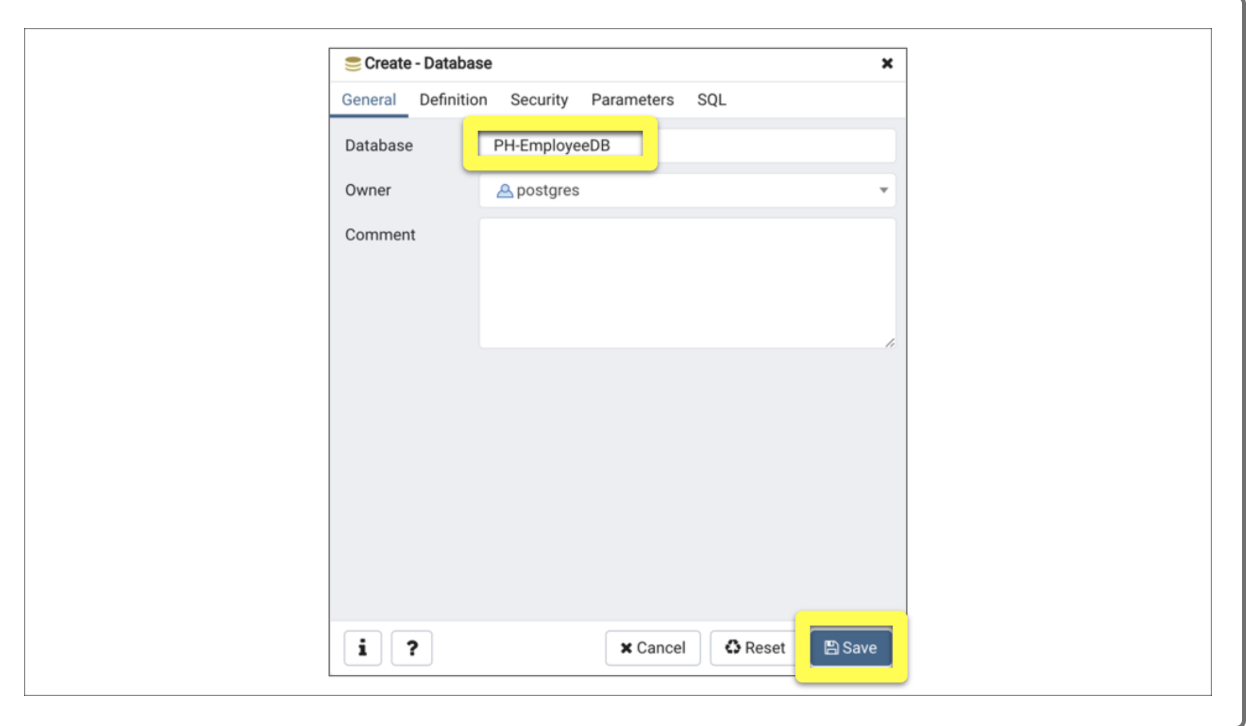 Create - Database
General Definition Security Parameters SQL
Database PH-EmployeeDB
Owner postgres
Comment
i ? Cancel Reset Save